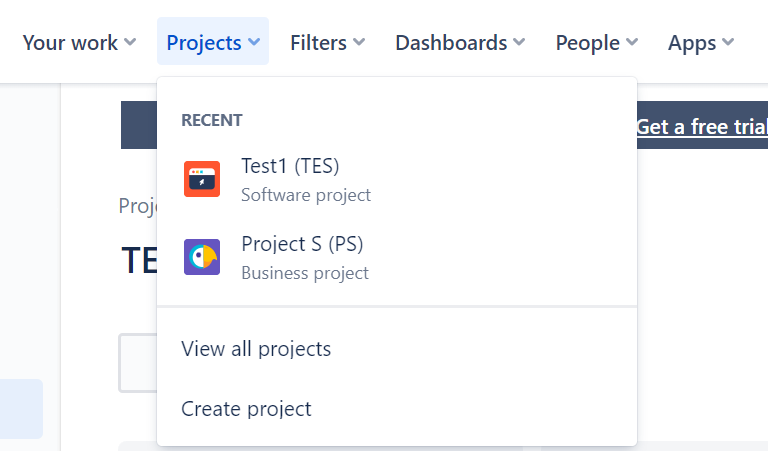 Your work Projects Filters Dashboards People Apps
RECENT
Get a free trial
Test1 (TES)
Software project
Project S (PS)
Business project
View all projects
Create project